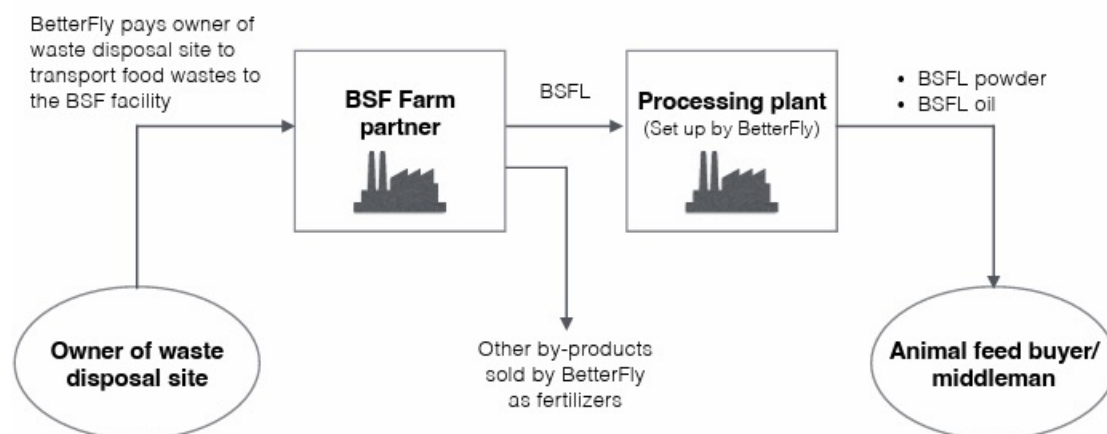 BetterFly pays owner of
waste disposal site to
transport food wastes to
the BSF facility
BSF Farm
partner
BSFL
Processing plant
(Set up by BetterFly)
• BSFL powder
• BSFL oil
Owner of waste
disposal site
Other by-products
sold by BetterFly
as fertilizers
Animal feed buyer/
middleman